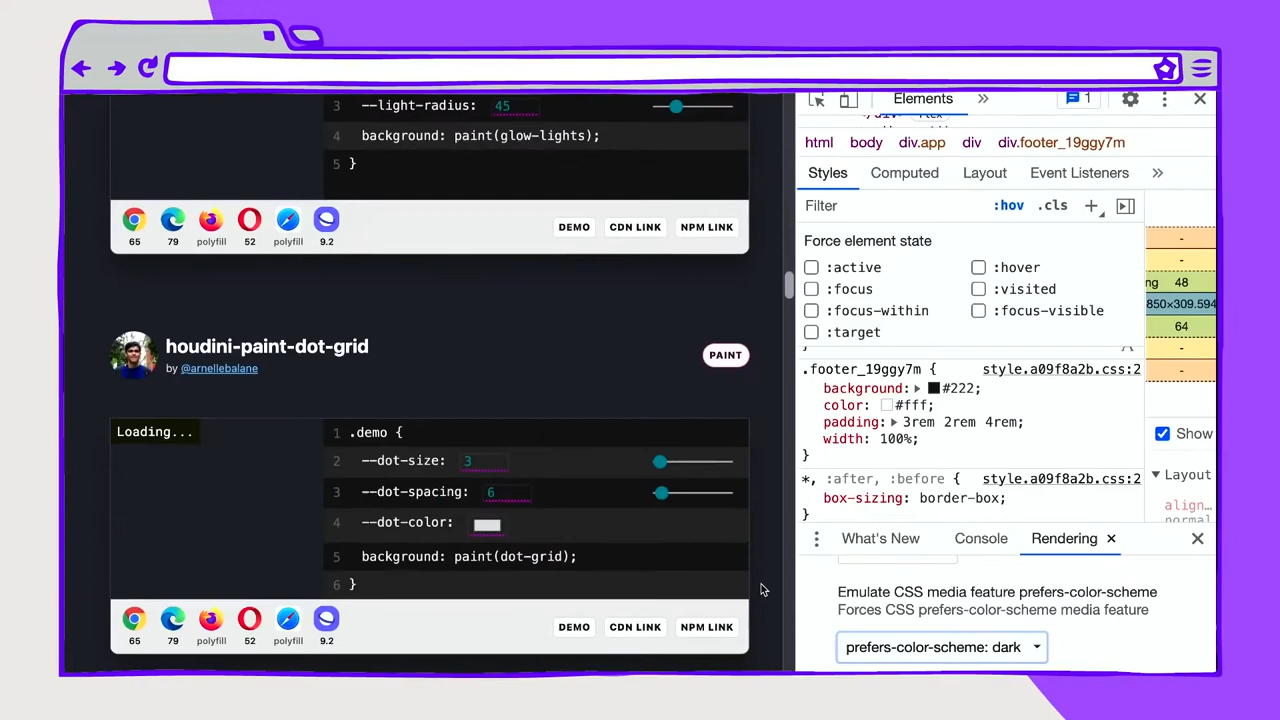 3 --light-radius: 45
4 background: paint(glow-lights);
5 }
65 79 polyfill 52 polyfill 9.2
DEMO CDN LINK NPM LINK
houdini-paint-dot-grid
by @arnellebalane
PAINT
Loading...
1 .demo {
2 --dot-size: 3
3 --dot-spacing: 6
4 --dot-color:
5 background: paint(dot-grid);
6 }
65 79 polyfill 52 polyfill 9.2
DEMO CDN LINK NPM LINK
Elements » 1
html body div.app div div.footer_19ggy7m
Styles Computed Layout Event Listeners »
Filter :hov .cls
Force element state
:active :hover
:focus :visited
:focus-within :focus-visible
:target
.footer_19ggy7m { style.a09f8a2b.css:2
background: #222;
color: #fff;
padding: 3rem 2rem 4rem;
width: 100%;
}
*, :after, :before { style.a09f8a2b.css:2
box-sizing: border-box;
}
-
-
ng 48
850×309.594
64
-
-
Show
Layout
align…
normal
What's New Console Rendering
Emulate CSS media feature prefers-color-scheme
Forces CSS prefers-color-scheme media feature
prefers-color-scheme: dark